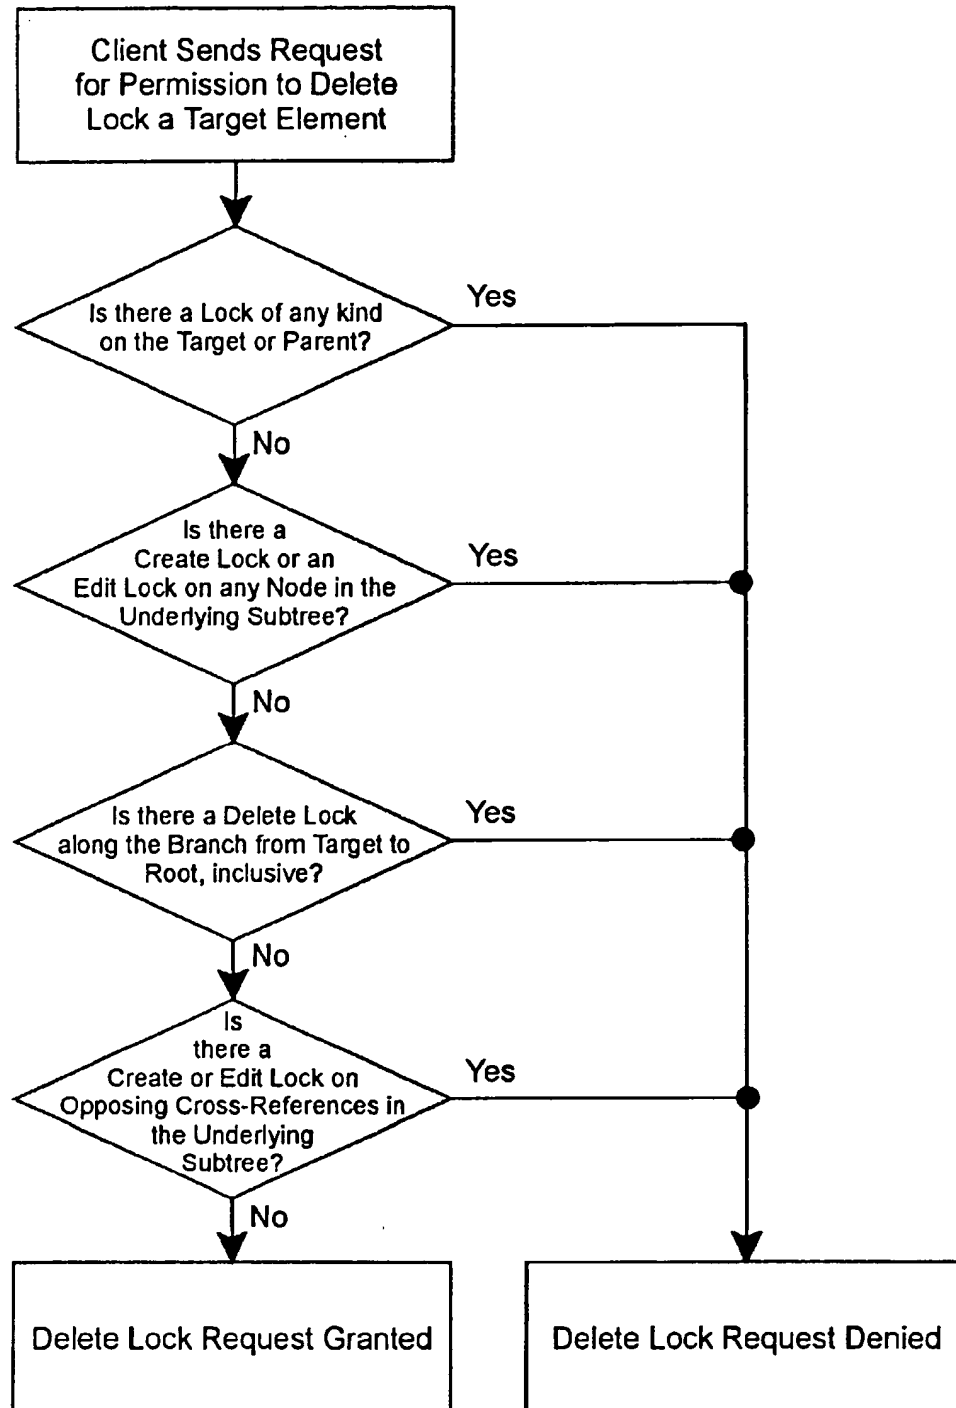 Client Sends Request
for Permission to Delete
Lock a Target Element
Is there a Lock of any kind
on the Target or Parent?
Yes
No
Is there a
Create Lock or an
Edit Lock on any Node in the
Underlying Subtree?
Yes
No
Is there a Delete Lock
along the Branch from Target to
Root, inclusive?
Yes
No
Is
there a
Create or Edit Lock on
Opposing Cross-References in
the Underlying
Subtree?
Yes
No
Delete Lock Request Granted
Delete Lock Request Denied